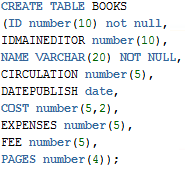 CREATE TABLE BOOKS
(ID number(10) not null,
IDMAINEDITOR number(10),
NAME VARCHAR(20) NOT NULL,
CIRCULATION number(5),
DATEPUBLISH date,
COST number(5,2),
EXPENSES number(5),
FEE number(5),
PAGES number(4));